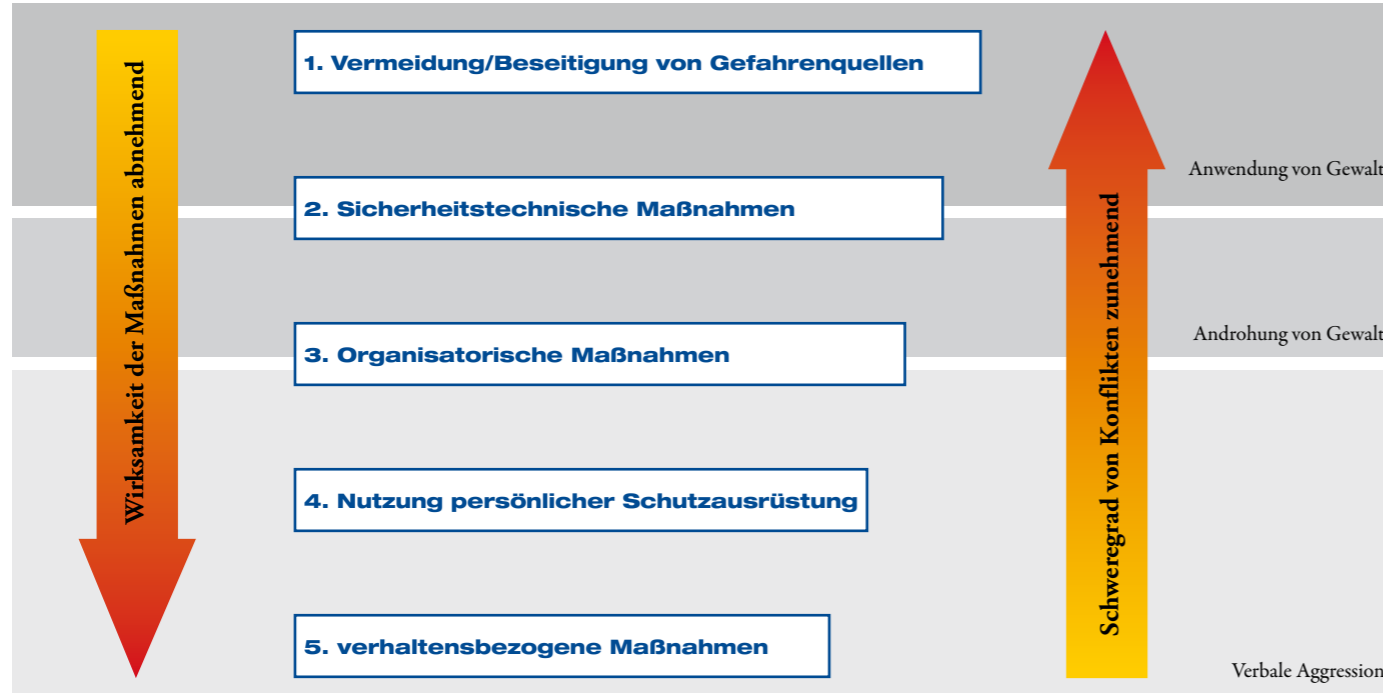 Wirksamkeit der Maßnahmen abnehmend
1. Vermeidung/Beseitigung von Gefahrenquellen
2. Sicherheitstechnische Maßnahmen
3. Organisatorische Maßnahmen
4. Nutzung persönlicher Schutzausrüstung
5. verhaltensbezogene Maßnahmen
Schweregrad von Konflikten zunehmend
Anwendung von Gewalt
Androhung von Gewalt
Verbale Aggression